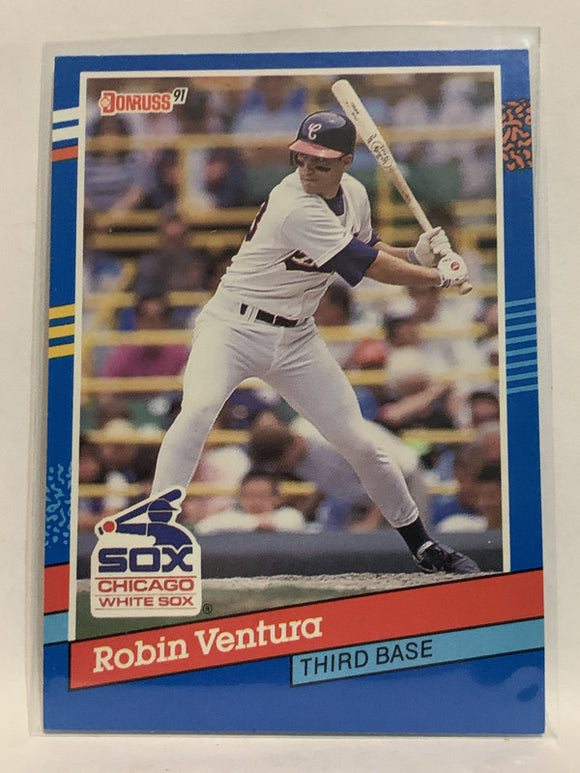 DONRUSS 91
C
SOX
CHICAGO
WHITE SOX ®
Robin Ventura
THIRD BASE